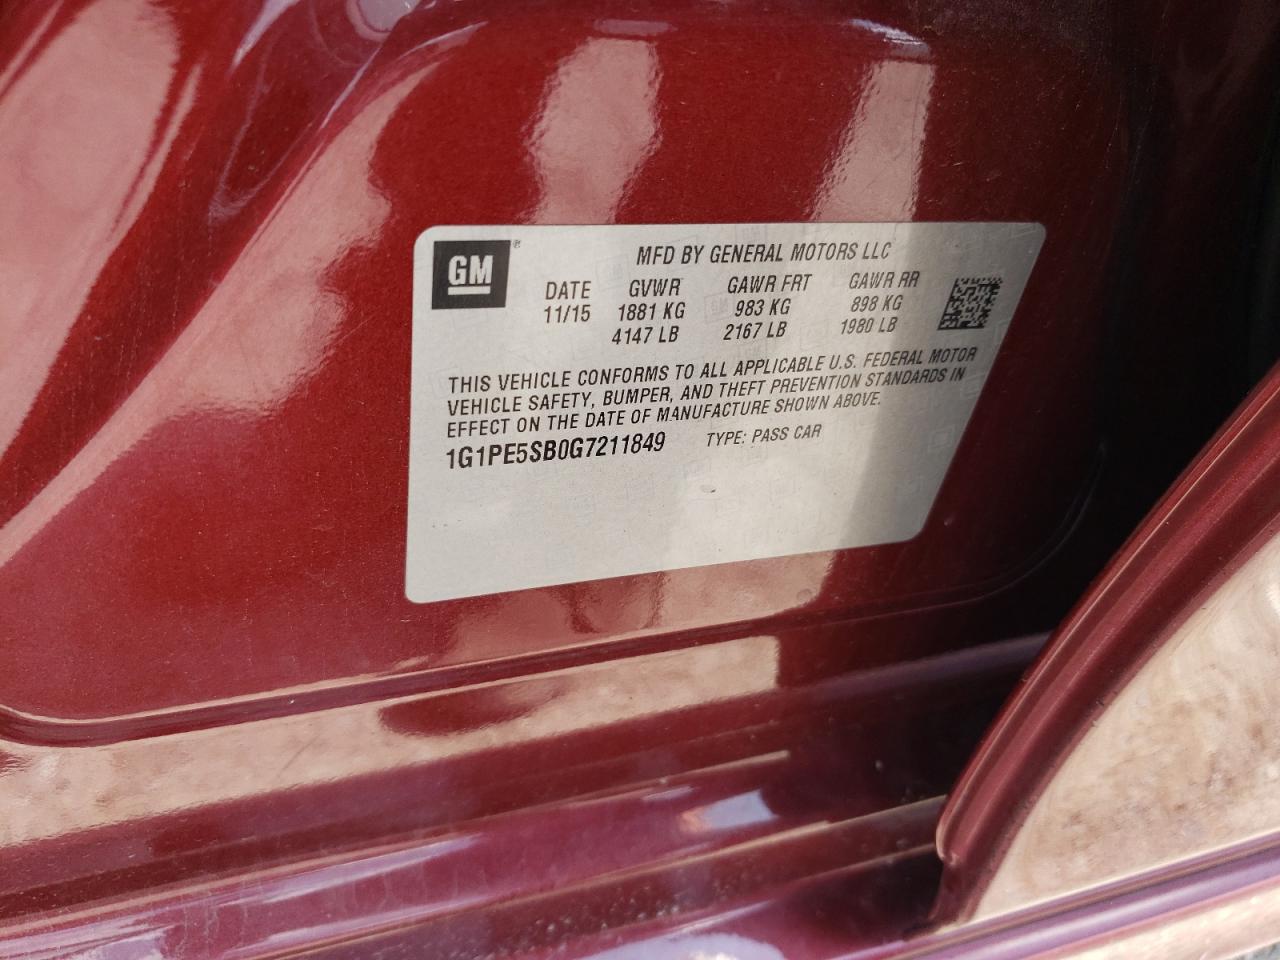 GM ®
MFD BY GENERAL MOTORS LLC
DATE GVWR GAWR FRT GAWR RR
11/15 1881 KG 983 KG 898 KG
4147 LB 2167 LB 1980 LB
THIS VEHICLE CONFORMS TO ALL APPLICABLE U.S. FEDERAL MOTOR
VEHICLE SAFETY, BUMPER, AND THEFT PREVENTION STANDARDS IN
EFFECT ON THE DATE OF MANUFACTURE SHOWN ABOVE.
1G1PE5SB0G7211849 TYPE: PASS CAR